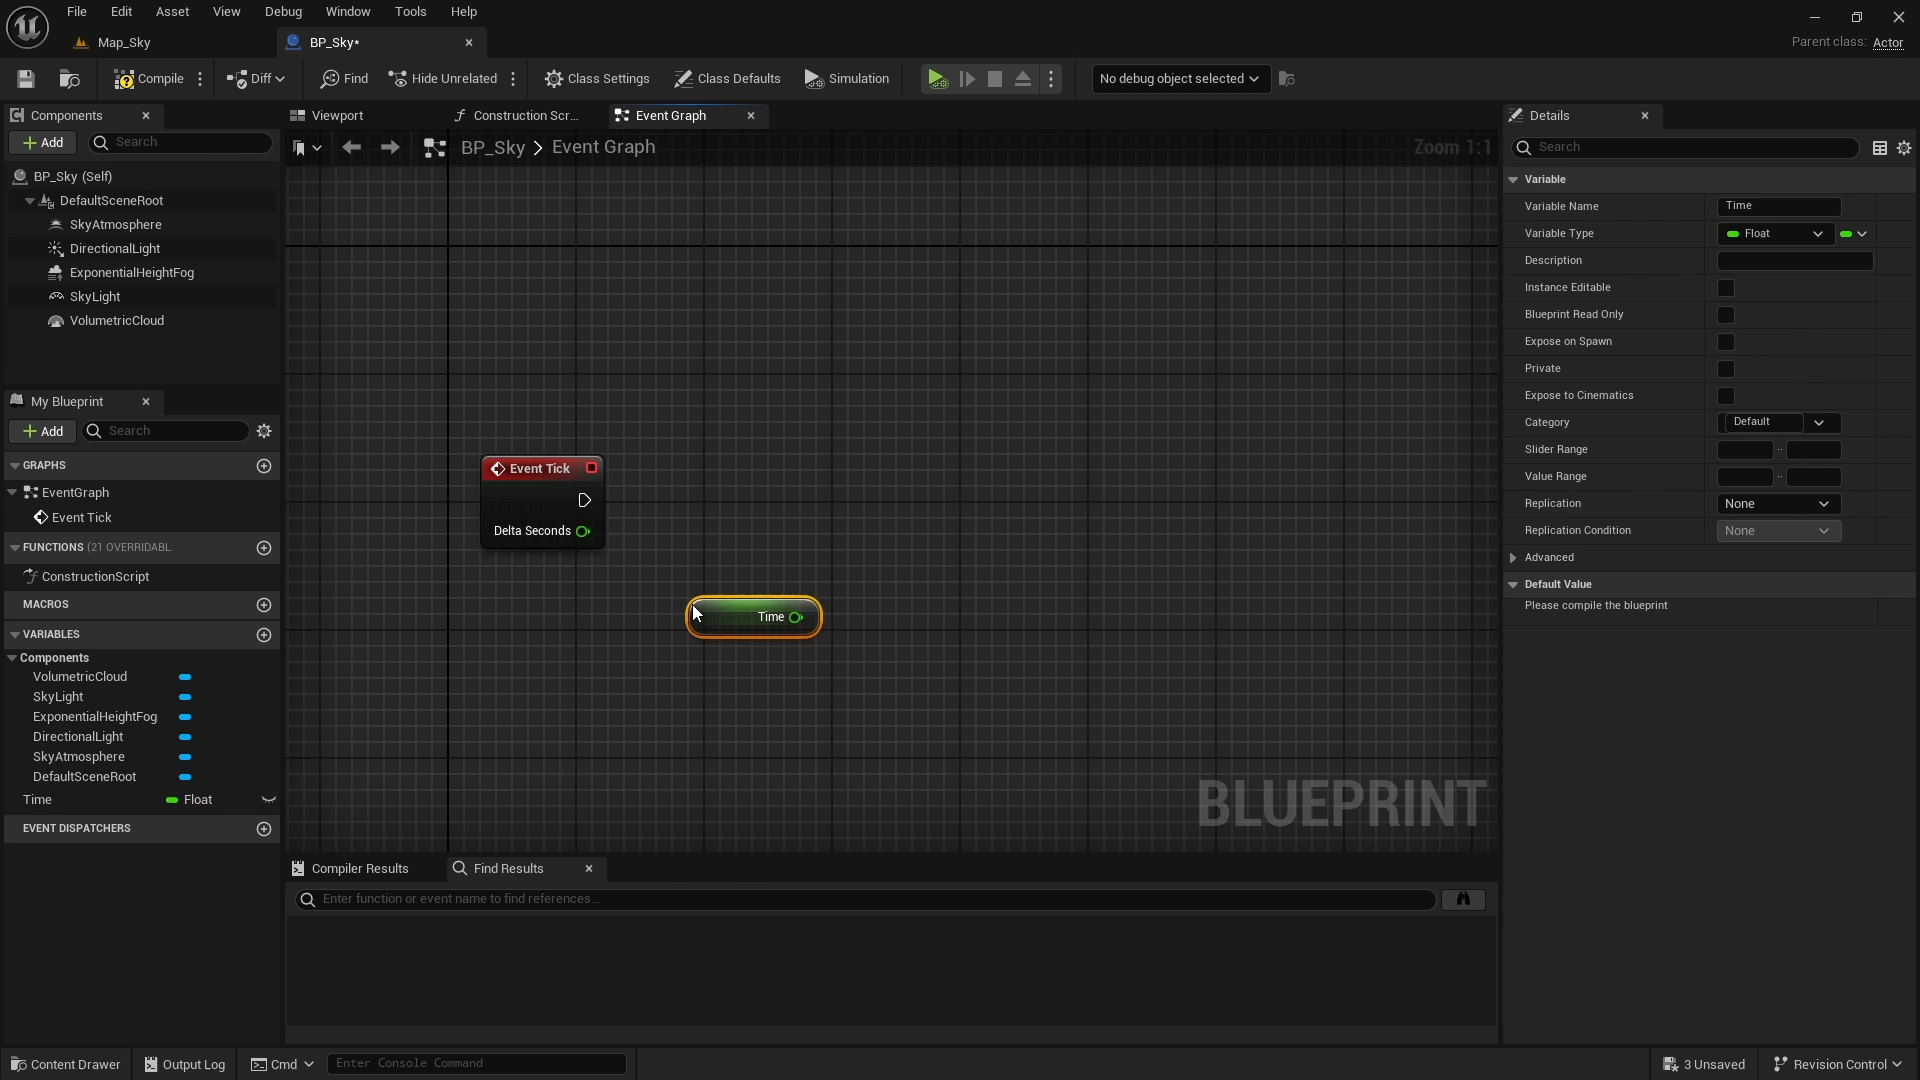 File Edit Asset View Debug Window Tools Help
Map_Sky BP_Sky* Parent class: Actor
Compile Diff Find Hide Unrelated Class Settings Class Defaults Simulation No debug object selected
Components
Add Search
BP_Sky (Self)
DefaultSceneRoot
SkyAtmosphere
DirectionalLight
ExponentialHeightFog
SkyLight
VolumetricCloud
My Blueprint
Add Search
GRAPHS
EventGraph
Event Tick
FUNCTIONS (21 OVERRIDABL
ConstructionScript
MACROS
VARIABLES
Components
VolumetricCloud
SkyLight
ExponentialHeightFog
DirectionalLight
SkyAtmosphere
DefaultSceneRoot
Time Float
EVENT DISPATCHERS
Viewport Construction Scr... Event Graph
BP_Sky > Event Graph Zoom 1:1
Event Tick
Delta Seconds
Time
BLUEPRINT
Compiler Results Find Results
Enter function or event name to find references...
Details
Search
Variable
Variable Name Time
Variable Type Float
Description
Instance Editable
Blueprint Read Only
Expose on Spawn
Private
Expose to Cinematics
Category Default
Slider Range ..
Value Range ..
Replication None
Replication Condition None
Advanced
Default Value
Please compile the blueprint
Content Drawer Output Log Cmd Enter Console Command 3 Unsaved Revision Control